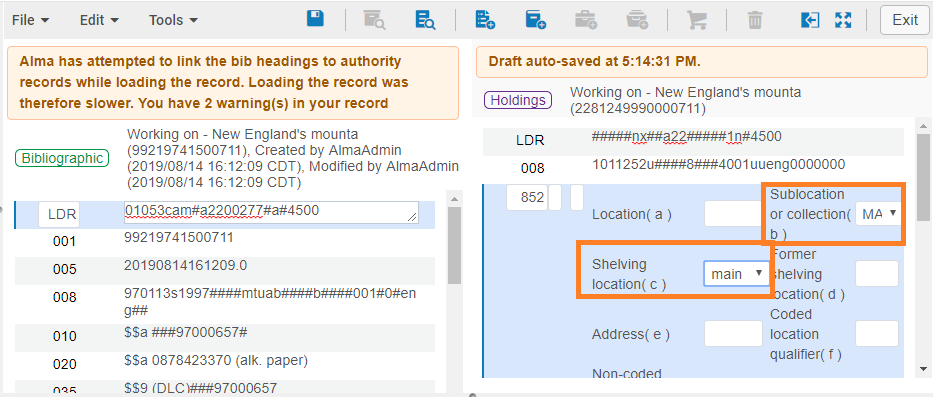 File Edit Tools Exit
Alma has attempted to link the bib headings to authority
records while loading the record. Loading the record was
therefore slower. You have 2 warning(s) in your record
Bibliographic
Working on - New England's mounta
(99219741500711), Created by AlmaAdmin
(2019/08/14 16:12:09 CDT), Modified by AlmaAdmin
(2019/08/14 16:12:09 CDT)
LDR 01053cam#a2200277#a#4500
001 99219741500711
005 20190814161209.0
008 970113s1997####mtuab####b####001#0#en
g##
010 $$a ###97000657#
020 $$a 0878423370 (alk. paper)
035 $$9 (DLC)###97000657
Draft auto-saved at 5:14:31 PM.
Holdings
Working on - New England's mounta
(2281249990000711)
LDR #####nx##a22#####1n#4500
008 1011252u####8###4001uueng0000000
852
Location( a )
Sublocation
or collection(
b )
MA
Shelving
location( c )
main
Former
shelving
location( d )
Address( e )
Coded
location
qualifier( f )
Non-coded